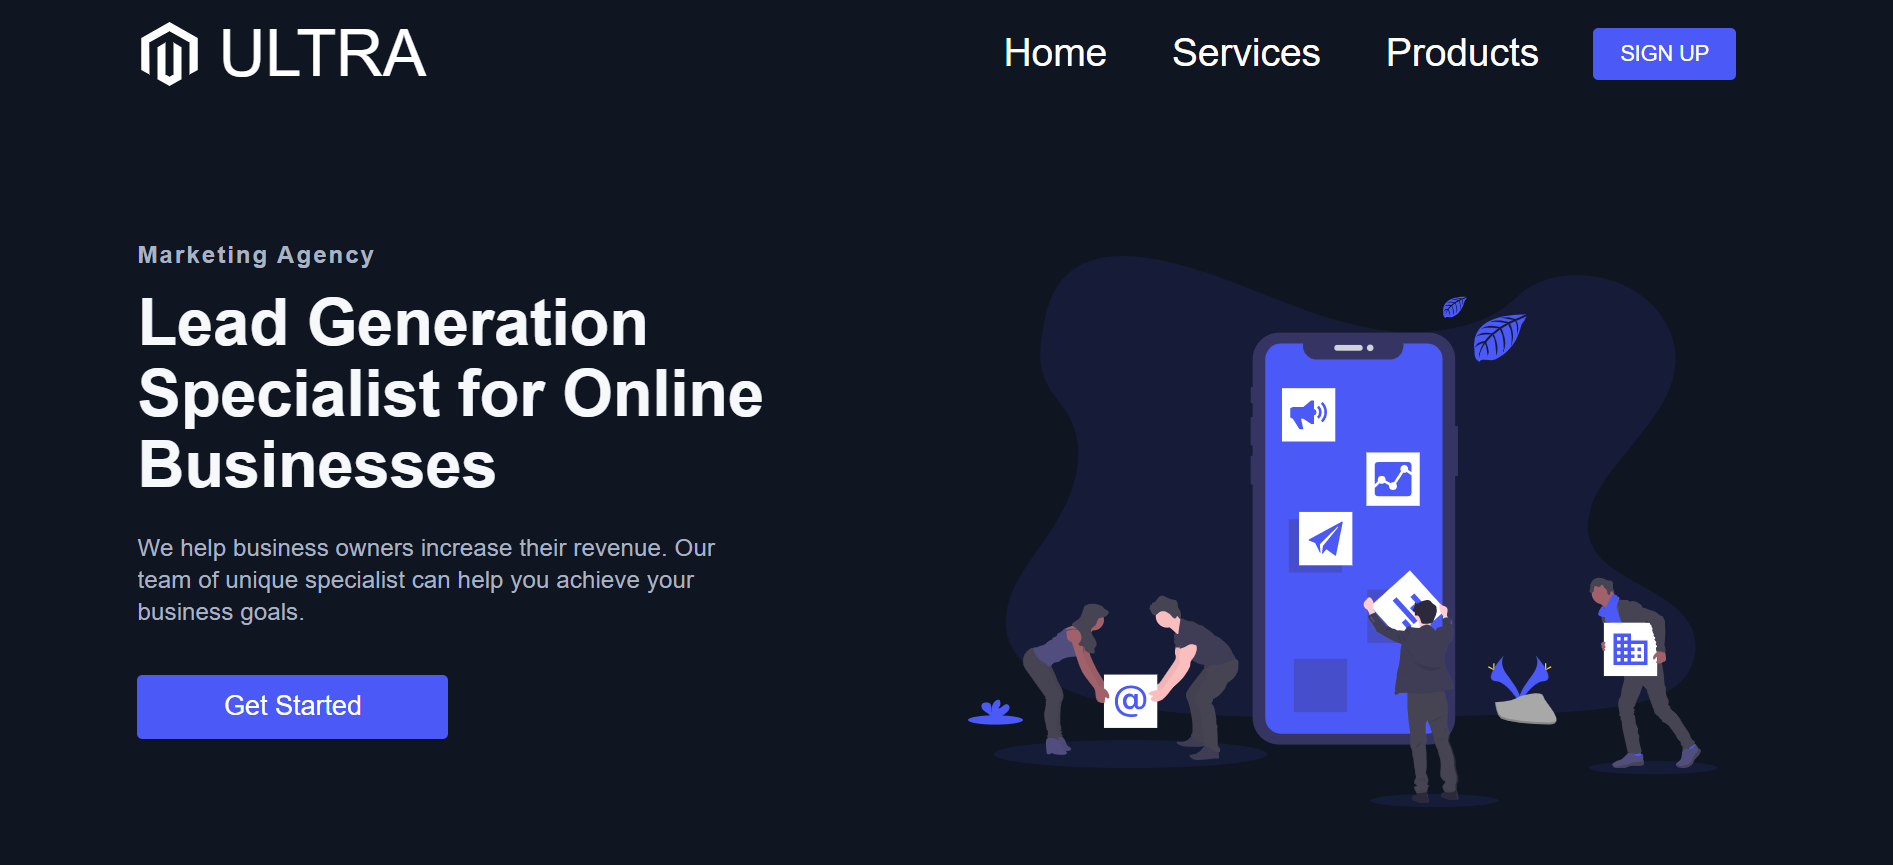 ULTRA
Home
Services
Products
SIGN UP
Marketing Agency
Lead Generation
Specialist for Online
Businesses
We help business owners increase their revenue. Our
team of unique specialist can help you achieve your
business goals.
Get Started
@